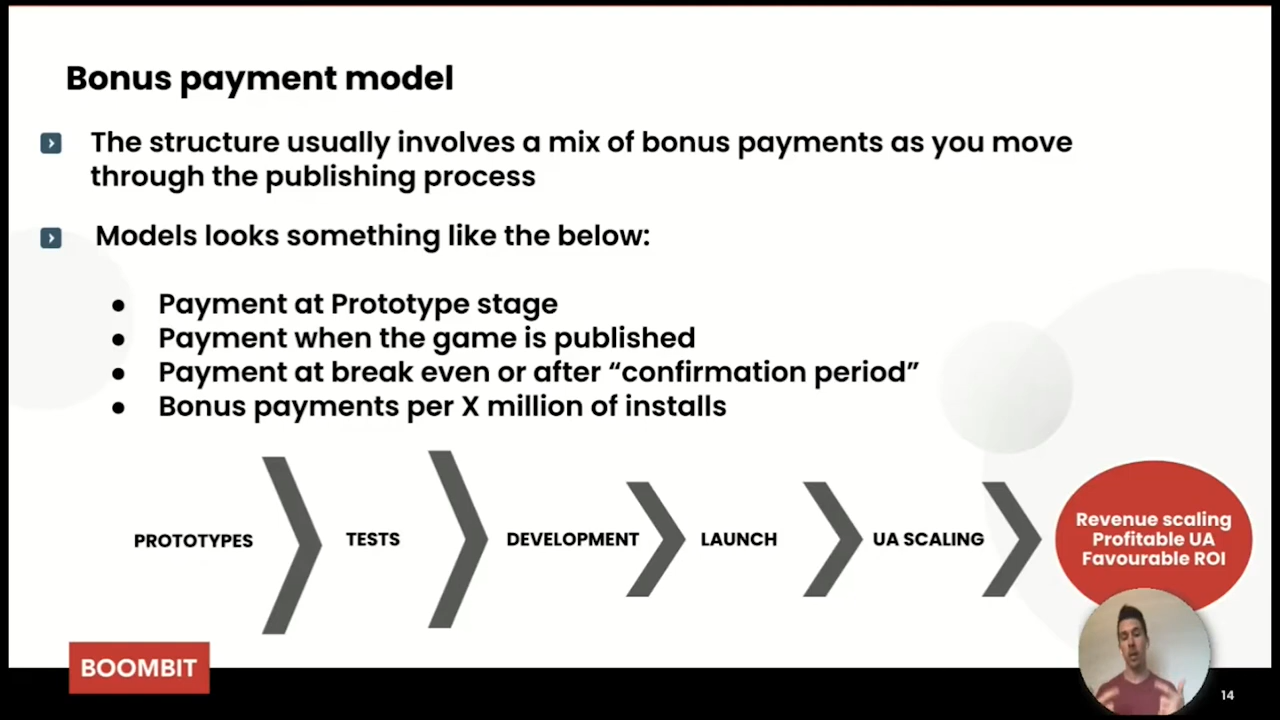 Bonus payment model
The structure usually involves a mix of bonus payments as you move
through the publishing process
Models looks something like the below:
Payment at Prototype stage
Payment when the game is published
Payment at break even or after “confirmation period”
Bonus payments per X million of installs
PROTOTYPES
TESTS
DEVELOPMENT
LAUNCH
UA SCALING
Revenue scaling
Profitable UA
Favourable ROI
BOOMBIT
14